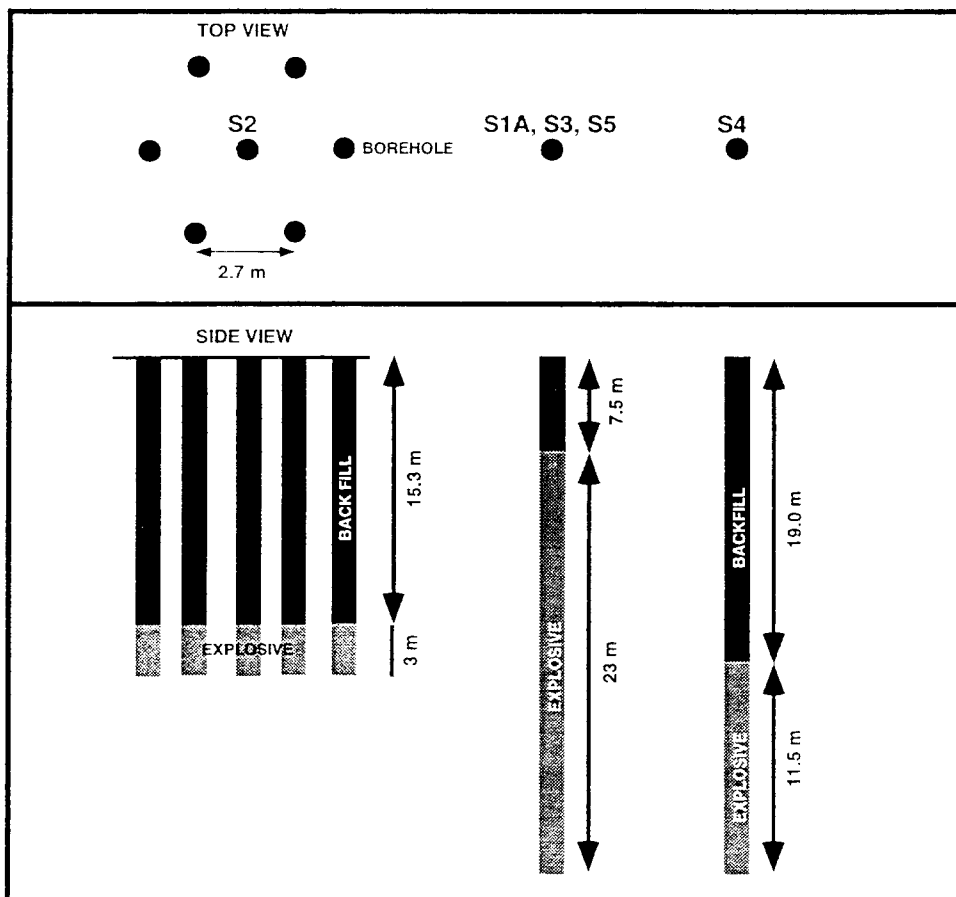 TOP VIEW
S2
S1A, S3, S5
S4
BOREHOLE
2.7 m
SIDE VIEW
BACK FILL
15.3 m
EXPLOSIVE
3 m
7.5 m
EXPLOSIVE
23 m
BACKFILL
19.0 m
EXPLOSIVE
11.5 m